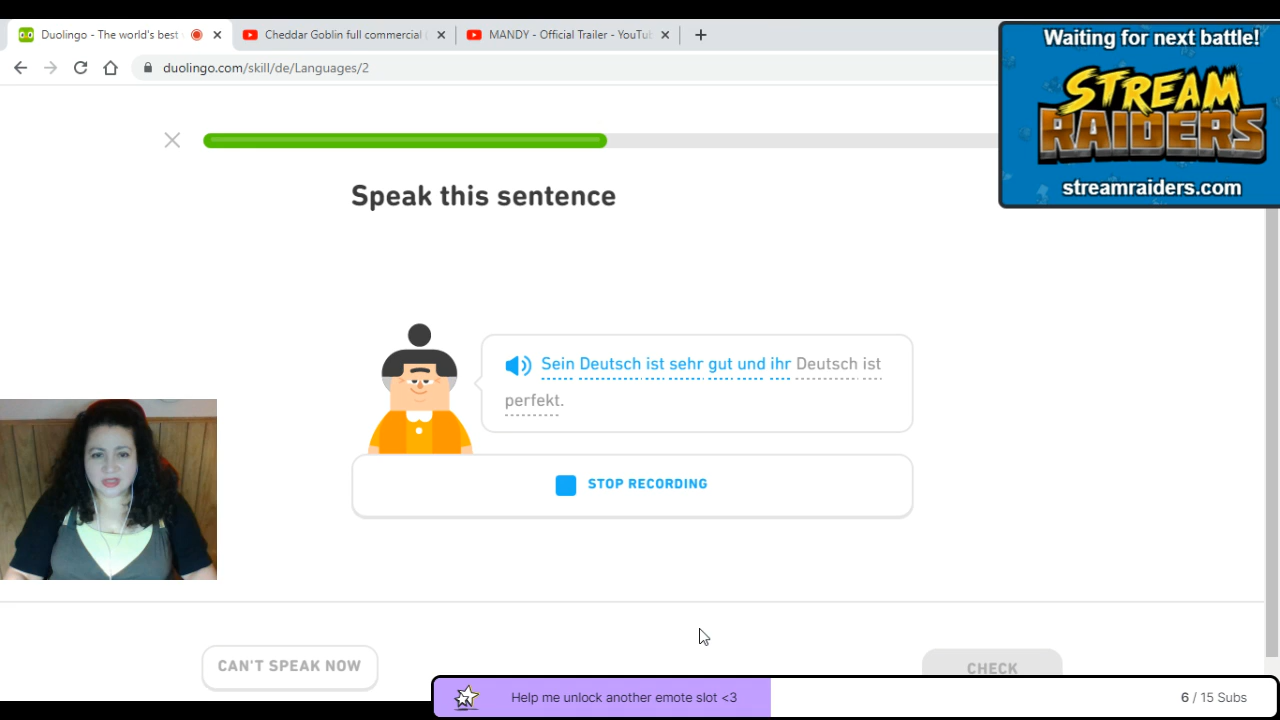 Duolingo - The world's best
Cheddar Goblin full commercial (
MANDY - Official Trailer - YouTu
duolingo.com/skill/de/Languages/2
Waiting for next battle!
STREAM
RAIDERS
streamraiders.com
Speak this sentence
Sein Deutsch ist sehr gut und ihr Deutsch ist
perfekt.
STOP RECORDING
CAN'T SPEAK NOW
CHECK
Help me unlock another emote slot <3
6 / 15 Subs